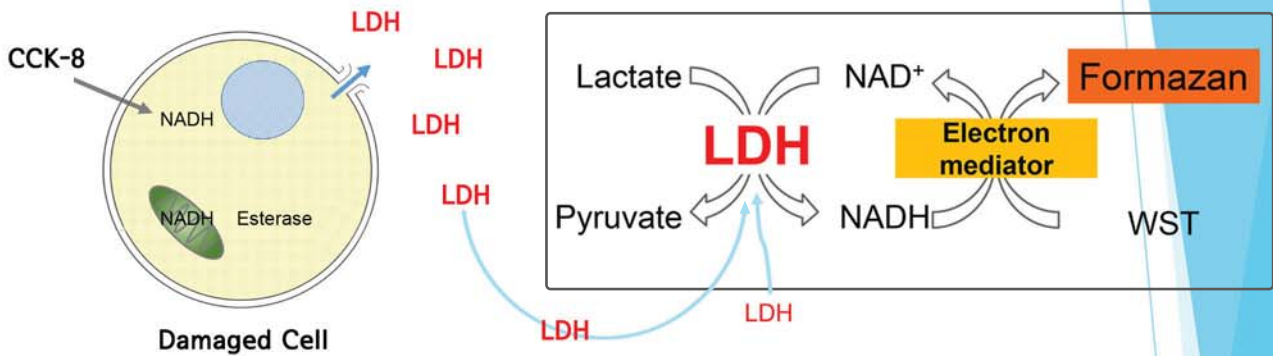 CCK-8
NADH
NADH
Esterase
Damaged Cell
LDH
LDH
LDH
LDH
LDH
LDH
Lactate
NAD⁺
Formazan
LDH
Electron
mediator
Pyruvate
NADH
WST